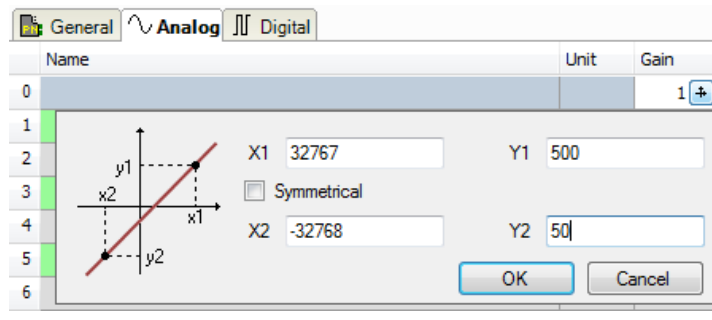 General Analog Digital
Name Unit Gain
0 1
1
2
3
4
5
6
y1
x2
x1
y2
X1 32767 Y1 500
Symmetrical
X2 -32768 Y2 50
OK Cancel